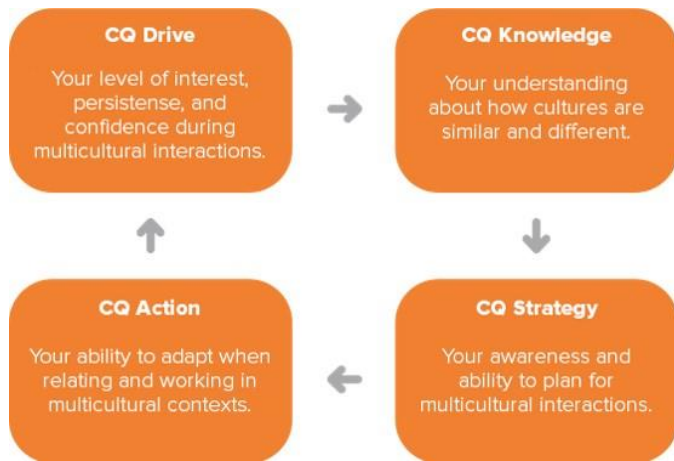 CQ Drive
Your level of interest,
persistense, and
confidence during
multicultural interactions.
CQ Knowledge
Your understanding
about how cultures are
similar and different.
CQ Action
Your ability to adapt when
relating and working in
multicultural contexts.
CQ Strategy
Your awareness and
ability to plan for
multicultural interactions.